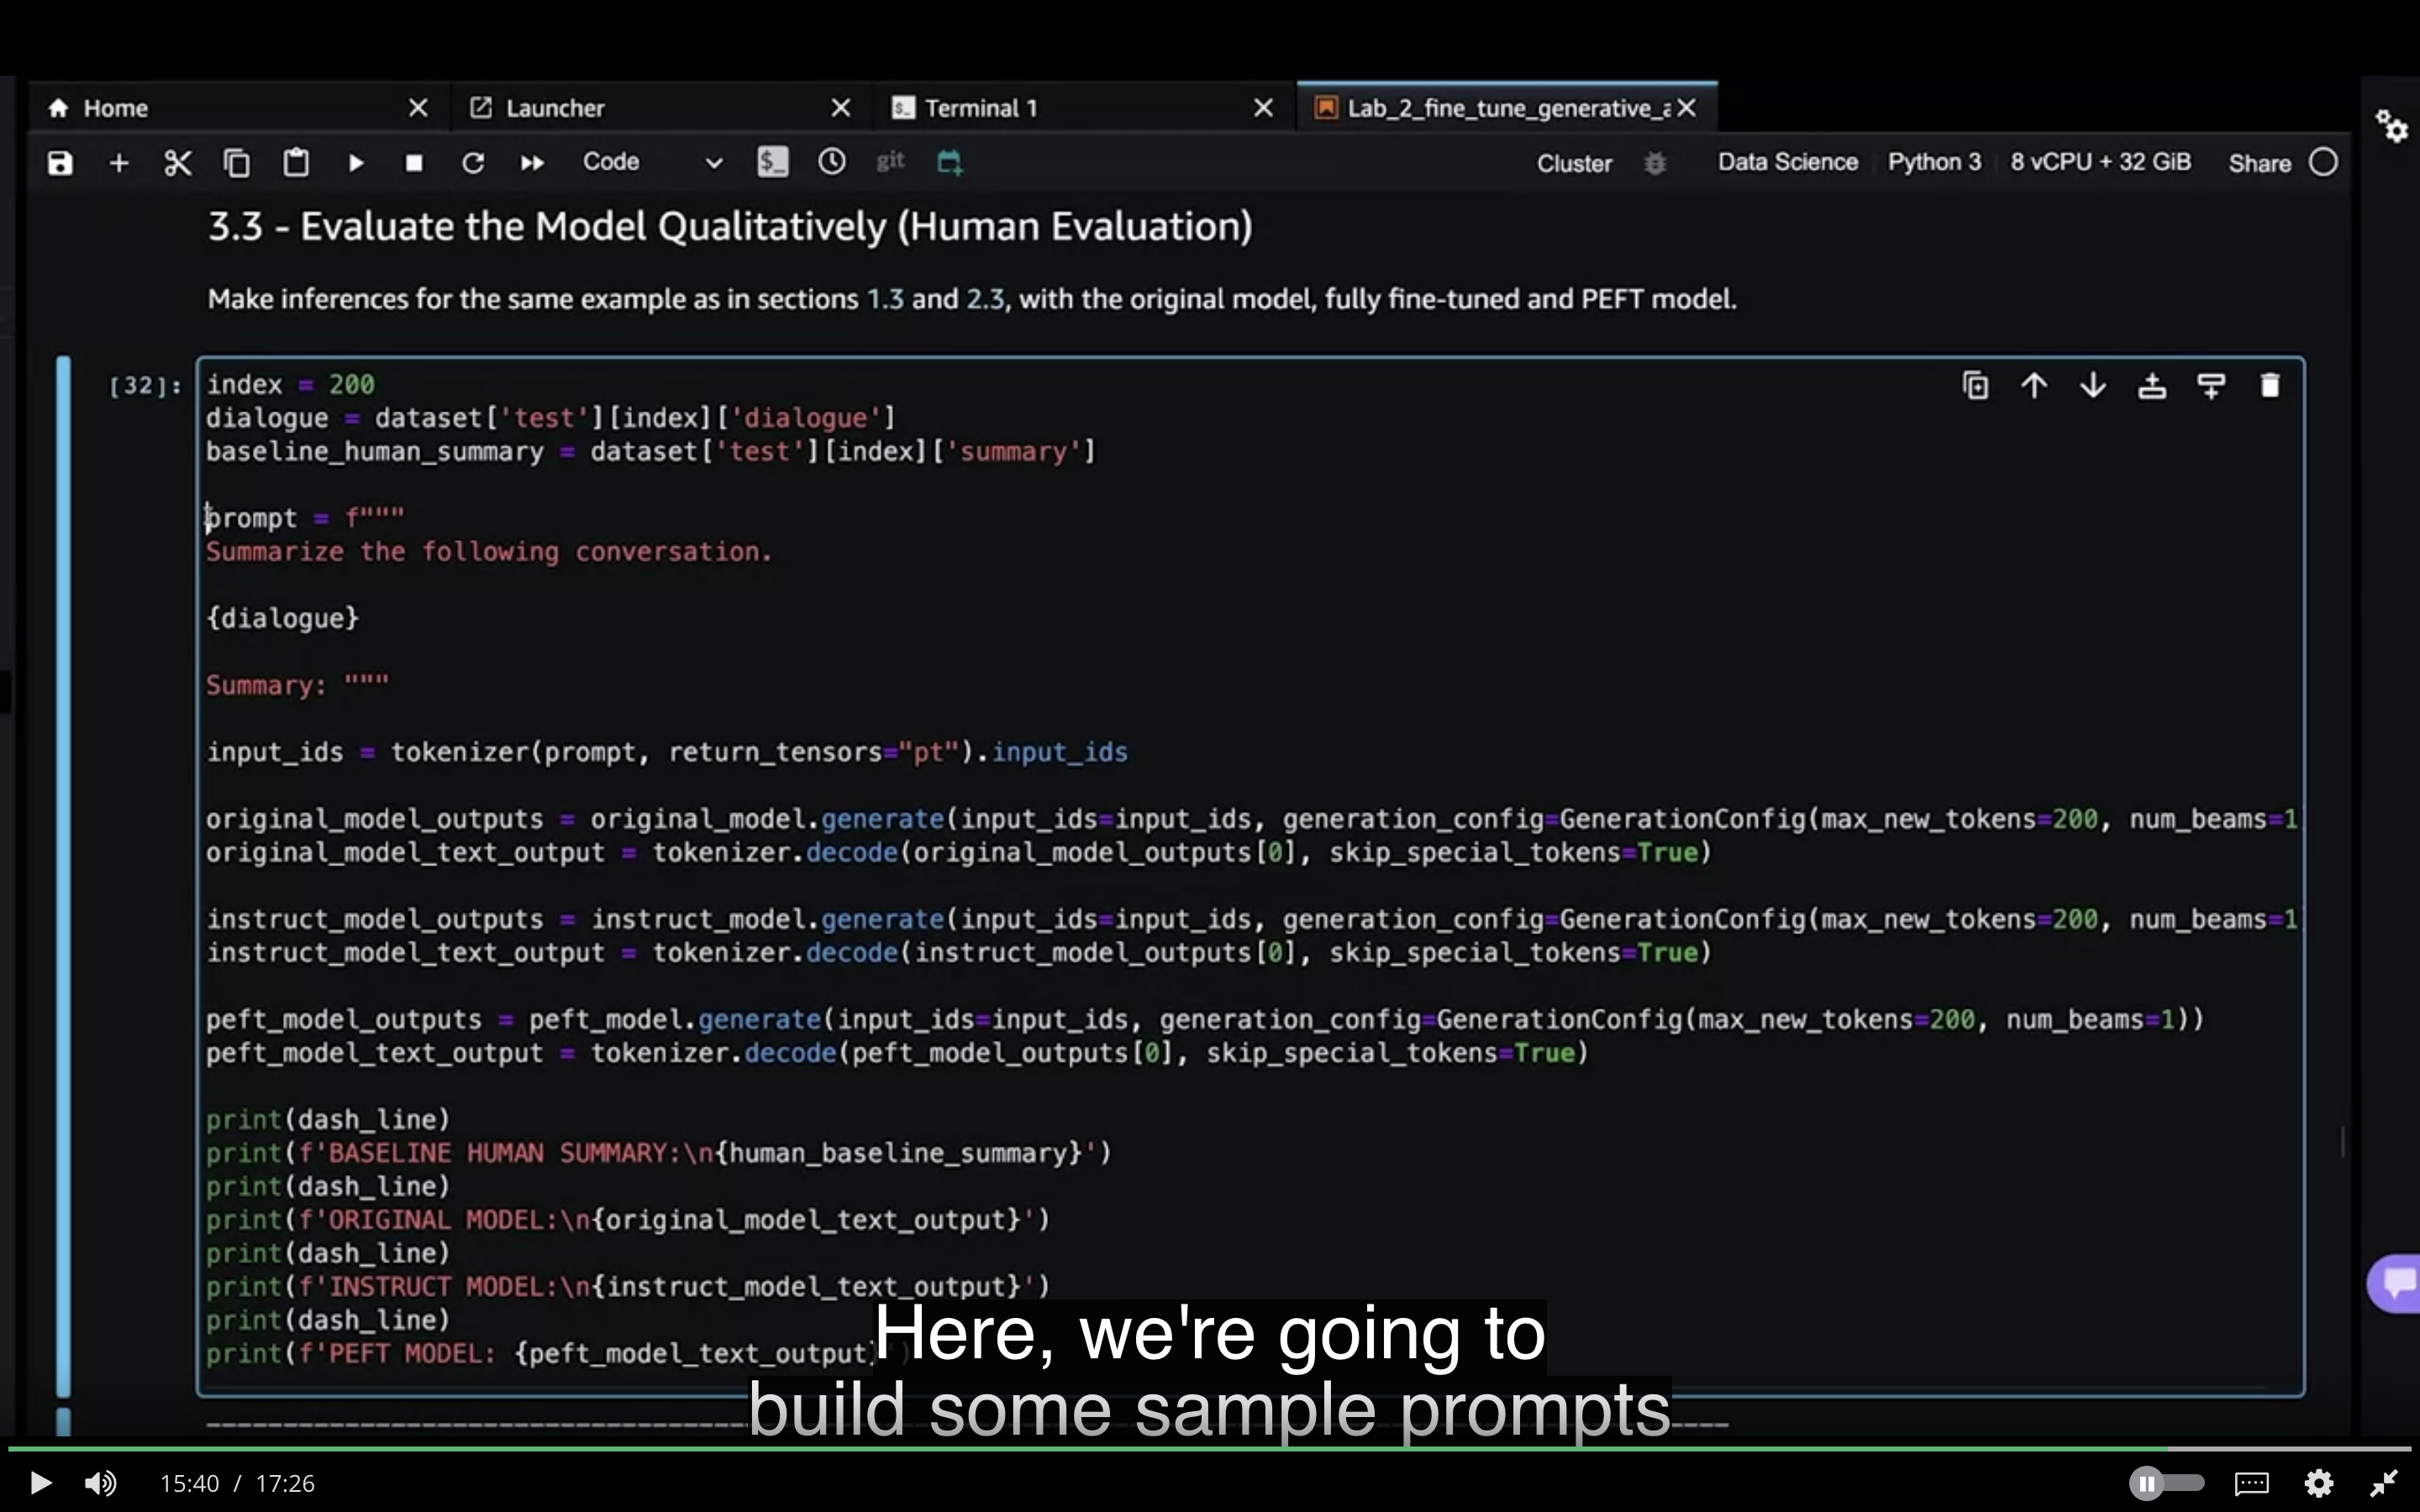 Home
Launcher
Terminal 1
Lab_2_fine_tune_generative_a
Code
git
Cluster
Data Science
Python 3
8 vCPU + 32 GiB
Share
3.3 - Evaluate the Model Qualitatively (Human Evaluation)
Make inferences for the same example as in sections 1.3 and 2.3, with the original model, fully fine-tuned and PEFT model.
[32]:
index = 200
dialogue = dataset['test'][index]['dialogue']
baseline_human_summary = dataset['test'][index]['summary']
prompt = f"""
Summarize the following conversation.
{dialogue}
Summary: """
input_ids = tokenizer(prompt, return_tensors="pt").input_ids
original_model_outputs = original_model.generate(input_ids=input_ids, generation_config=GenerationConfig(max_new_tokens=200, num_beams=1
original_model_text_output = tokenizer.decode(original_model_outputs[0], skip_special_tokens=True)
instruct_model_outputs = instruct_model.generate(input_ids=input_ids, generation_config=GenerationConfig(max_new_tokens=200, num_beams=1
instruct_model_text_output = tokenizer.decode(instruct_model_outputs[0], skip_special_tokens=True)
peft_model_outputs = peft_model.generate(input_ids=input_ids, generation_config=GenerationConfig(max_new_tokens=200, num_beams=1))
peft_model_text_output = tokenizer.decode(peft_model_outputs[0], skip_special_tokens=True)
print(dash_line)
print(f'BASELINE HUMAN SUMMARY:\n{human_baseline_summary}')
print(dash_line)
print(f'ORIGINAL MODEL:\n{original_model_text_output}')
print(dash_line)
print(f'INSTRUCT MODEL:\n{instruct_model_text_output}')
print(dash_line)
print(f'PEFT MODEL: {peft_model_text_output}')
Here, we're going to
build some sample prompts
15:40 / 17:26